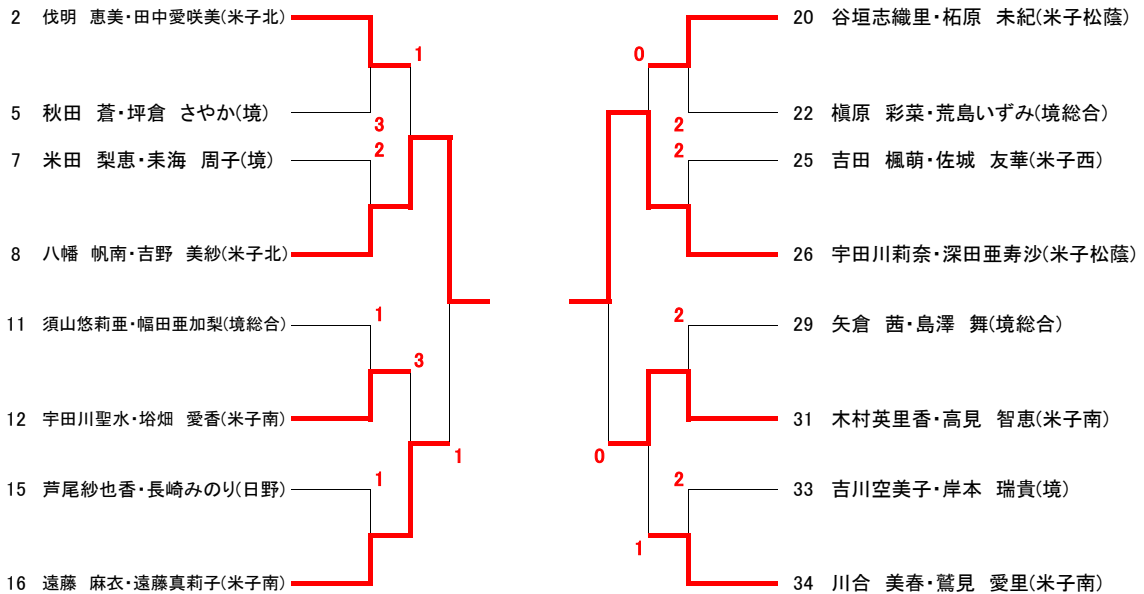 2 伐明 恵美・田中愛咲美(米子北)
1
5 秋田 蒼・坪倉 さやか(境)
3
7 米田 梨恵・未海 周子(境)
2
8 八幡 帆南・吉野 美紗(米子北)
11 須山悠莉亜・幅田亜加梨(境総合)
1
3
12 宇田川聖水・塔畑 愛香(米子南)
1
15 芦尾紗也香・長崎みのり(日野)
1
16 遠藤 麻衣・遠藤真莉子(米子南)
20 谷垣志織里・柘原 未紀(米子松蔭)
0
22 槇原 彩菜・荒島いずみ(境総合)
2
25 吉田 楓萌・佐城 友華(米子西)
2
26 宇田川莉奈・深田亜寿沙(米子松蔭)
29 矢倉 茜・島澤 舞(境総合)
2
31 木村英里香・高見 智恵(米子南)
0
33 吉川空美子・岸本 瑞貴(境)
2
1
34 川合 美春・鷲見 愛里(米子南)